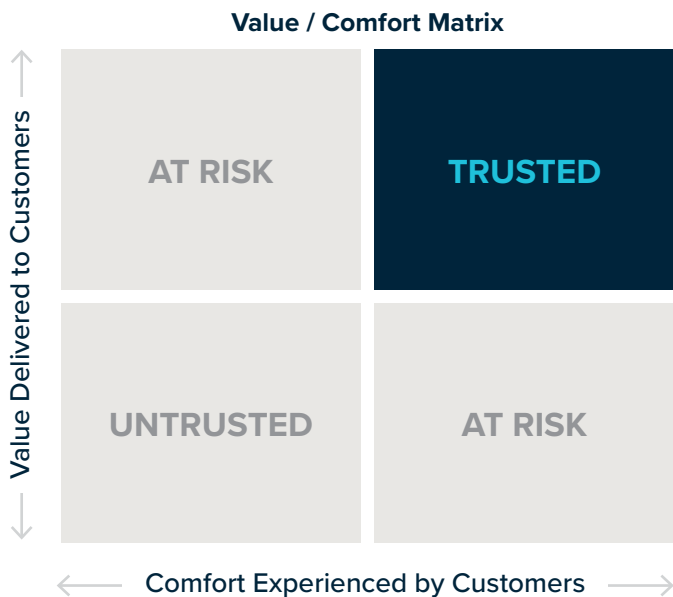 Value / Comfort Matrix
Value Delivered to Customers
AT RISK
TRUSTED
UNTRUSTED
AT RISK
Comfort Experienced by Customers